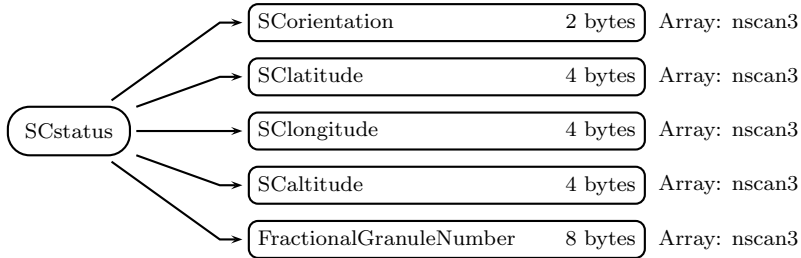 SCorientation 2 bytes Array: nscan3
SClatitude 4 bytes Array: nscan3
SCstatus
SClongitude 4 bytes Array: nscan3
SCaltitude 4 bytes Array: nscan3
FractionalGranuleNumber 8 bytes Array: nscan3